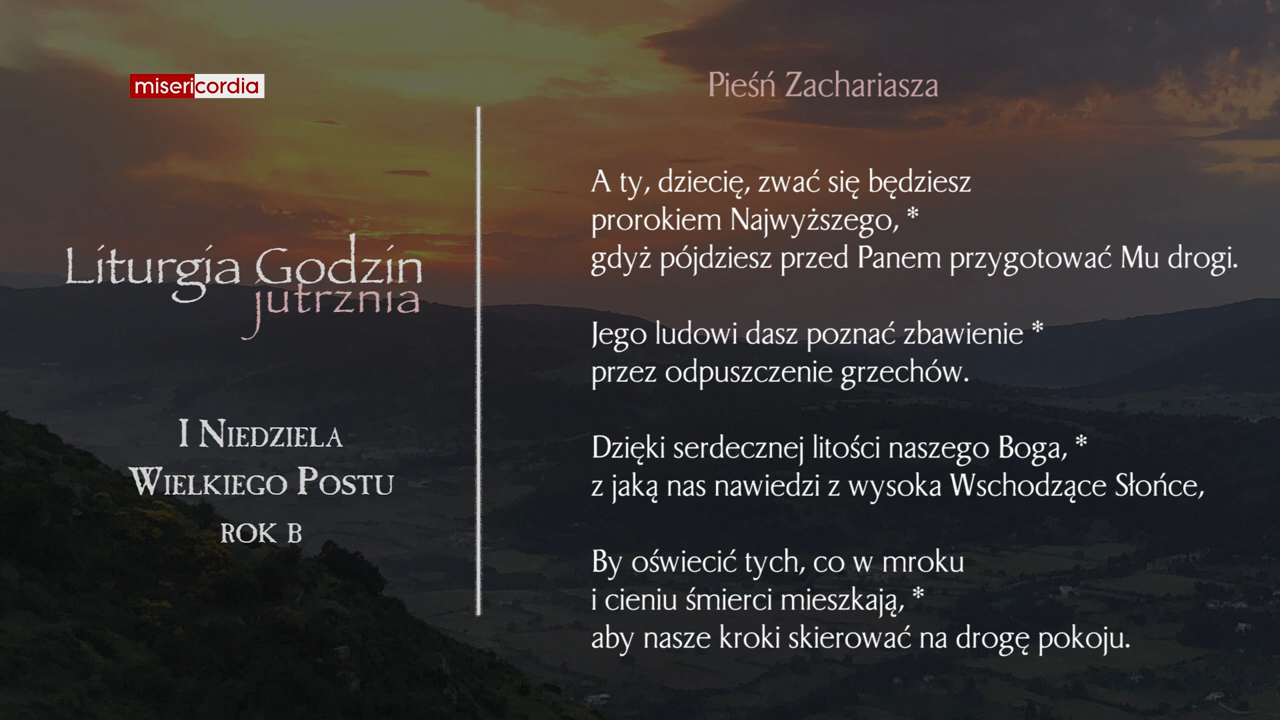 misericordia
Liturgia Godzin
jutrznia
I Niedziela
Wielkiego Postu
rok B
Pieśń Zachariasza
A ty, dziecię, zwać się będziesz
prorokiem Najwyższego, *
gdyż pójdziesz przed Panem przygotować Mu drogi.
Jego ludowi dasz poznać zbawienie *
przez odpuszczenie grzechów.
Dzięki serdecznej litości naszego Boga, *
z jaką nas nawiedzi z wysoka Wschodzące Słońce,
By oświecić tych, co w mroku
i cieniu śmierci mieszkają, *
aby nasze kroki skierować na drogę pokoju.